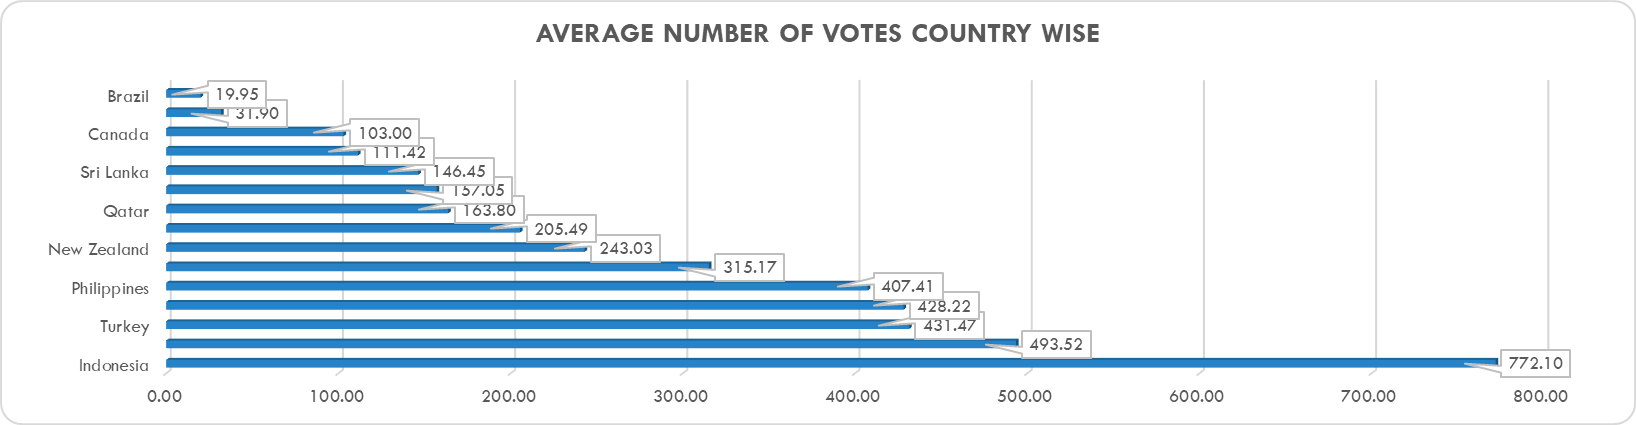 AVERAGE NUMBER OF VOTES COUNTRY WISE
Brazil 19.95
31.90
Canada 103.00
111.42
Sri Lanka 146.45
157.05
Qatar 163.80
205.49
New Zealand 243.03
315.17
Philippines 407.41
428.22
Turkey 431.47
493.52
Indonesia 772.10
0.00 100.00 200.00 300.00 400.00 500.00 600.00 700.00 800.00